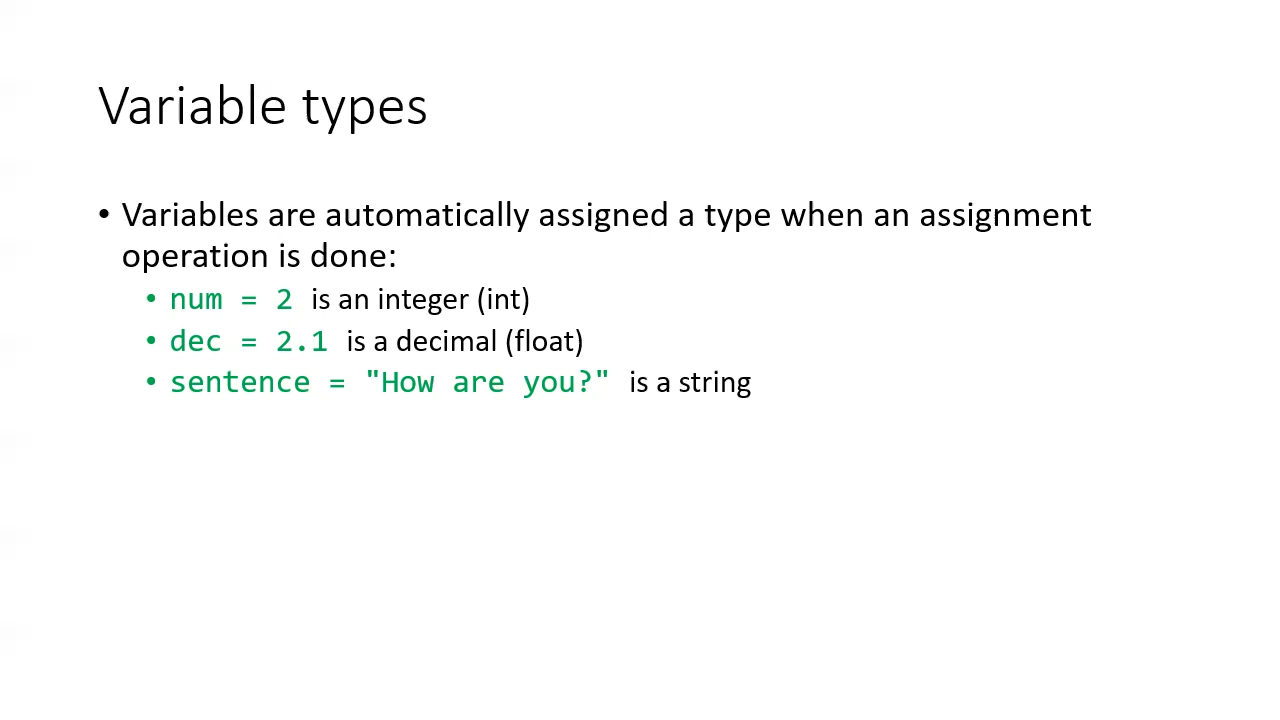 Variable types
• Variables are automatically assigned a type when an assignment
operation is done:
• num = 2 is an integer (int)
• dec = 2.1 is a decimal (float)
• sentence = "How are you?" is a string